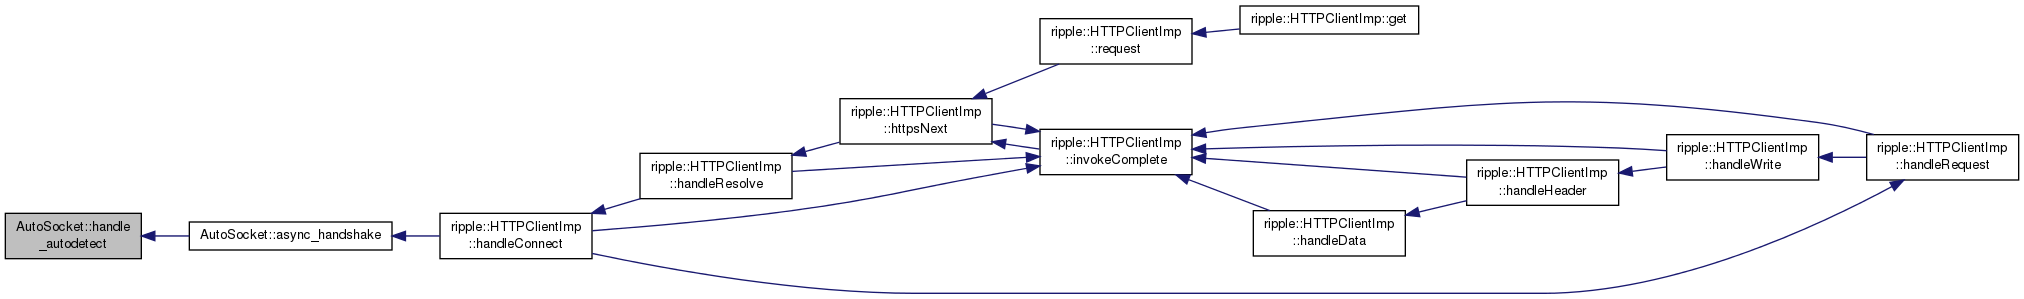 AutoSocket::handle
_autodetect
AutoSocket::async_handshake
ripple::HTTPClientImp
::handleConnect
ripple::HTTPClientImp
::handleResolve
ripple::HTTPClientImp
::httpsNext
ripple::HTTPClientImp
::request
ripple::HTTPClientImp::get
ripple::HTTPClientImp
::invokeComplete
ripple::HTTPClientImp
::handleData
ripple::HTTPClientImp
::handleHeader
ripple::HTTPClientImp
::handleWrite
ripple::HTTPClientImp
::handleRequest